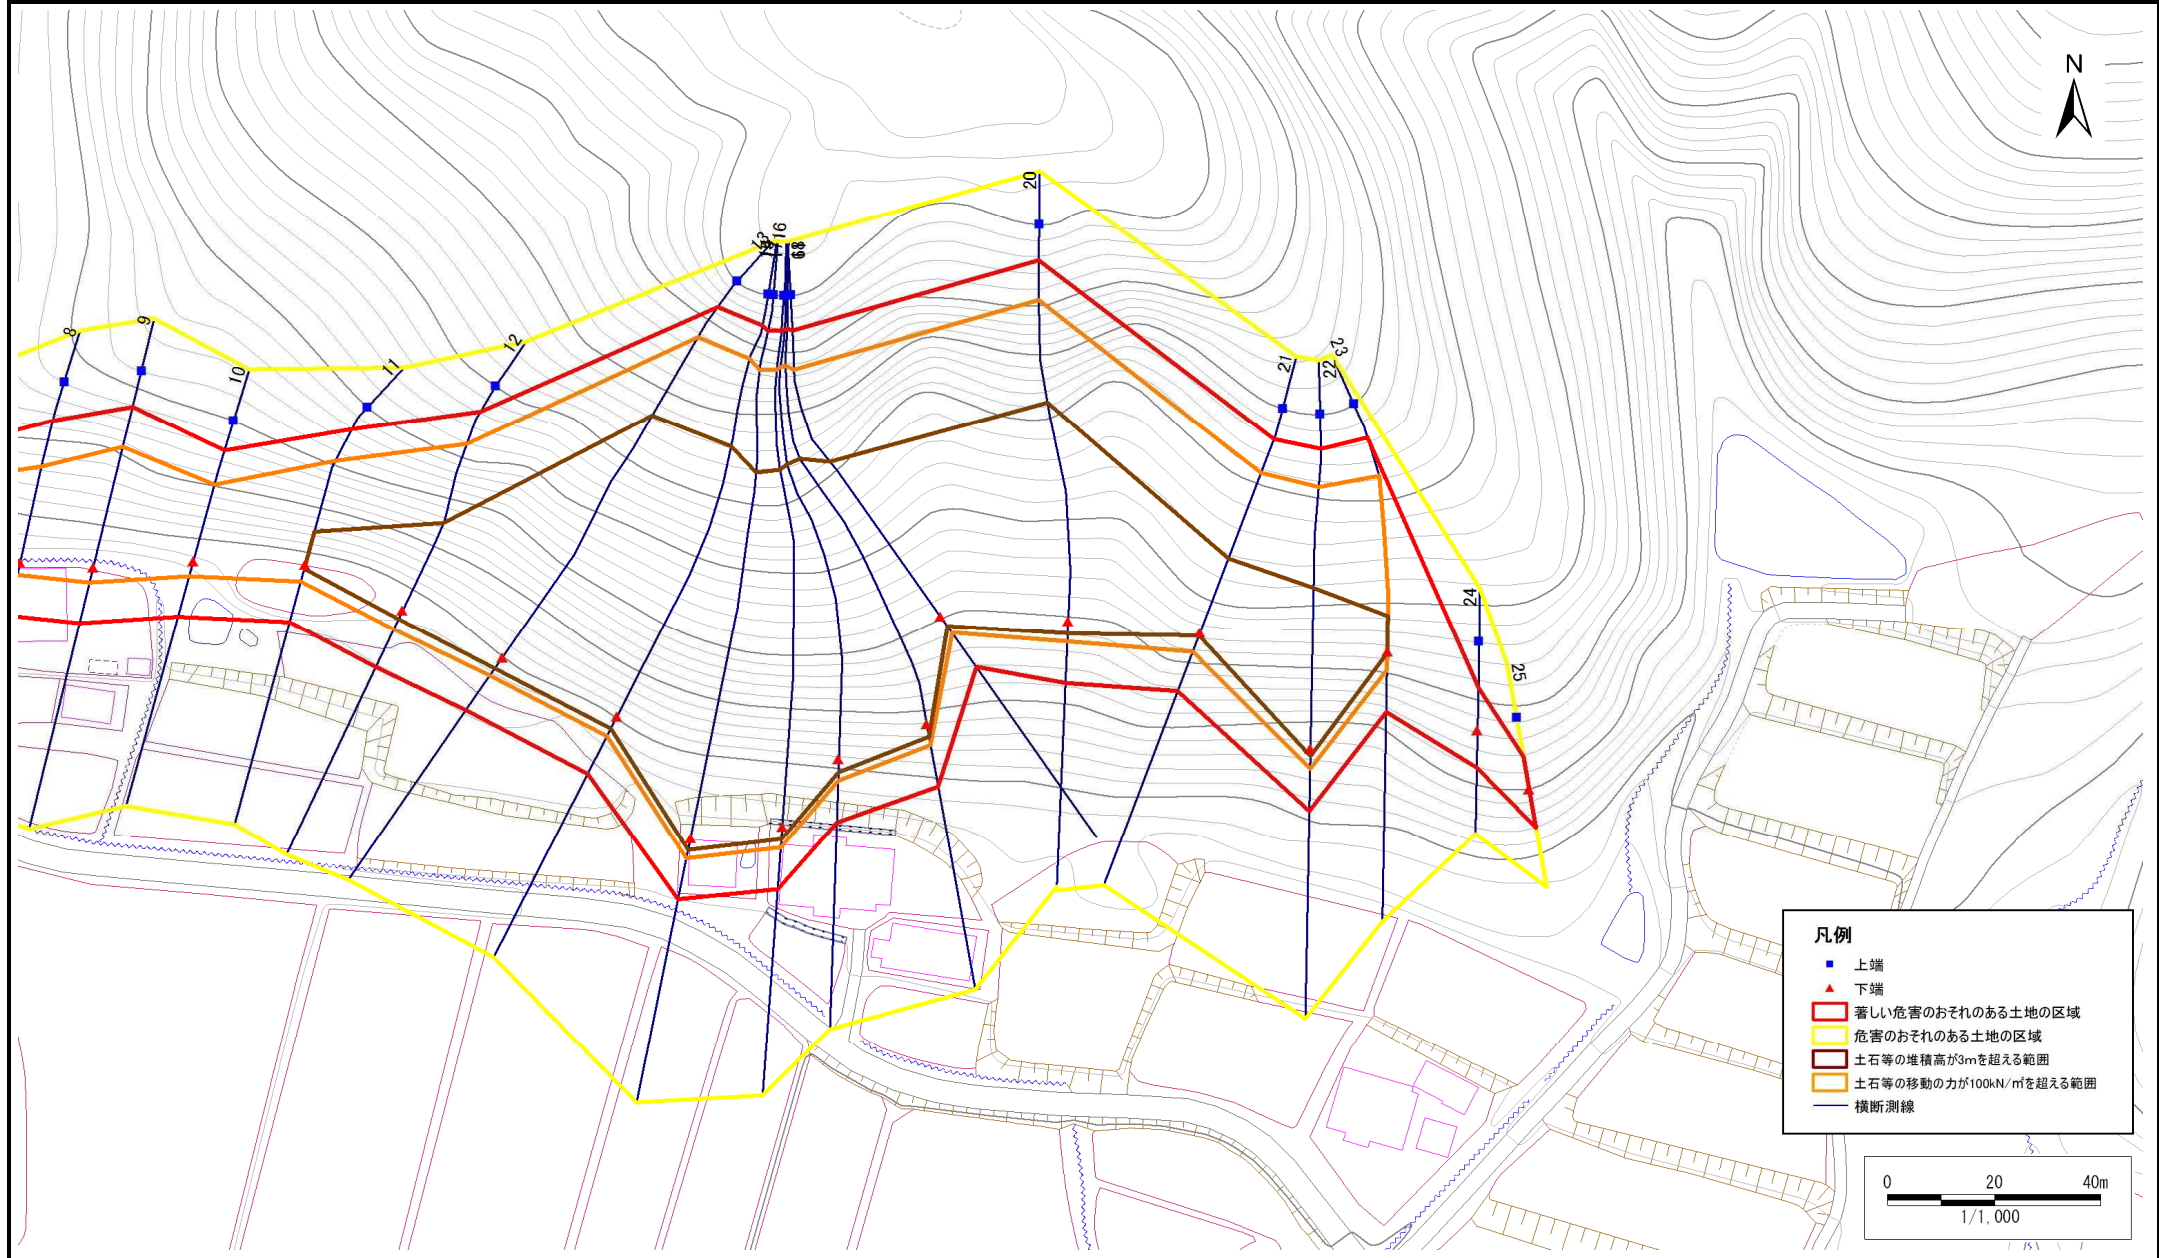 N
20
16
13
8
9
10
11
12
21
22
23
24
25
凡例
上端
下端
著しい危害のおそれのある土地の区域
危害のおそれのある土地の区域
土石等の堆積高が3mを超える範囲
土石等の移動の力が100kN/㎡を超える範囲
横断測線
0 20 40m
1/1,000